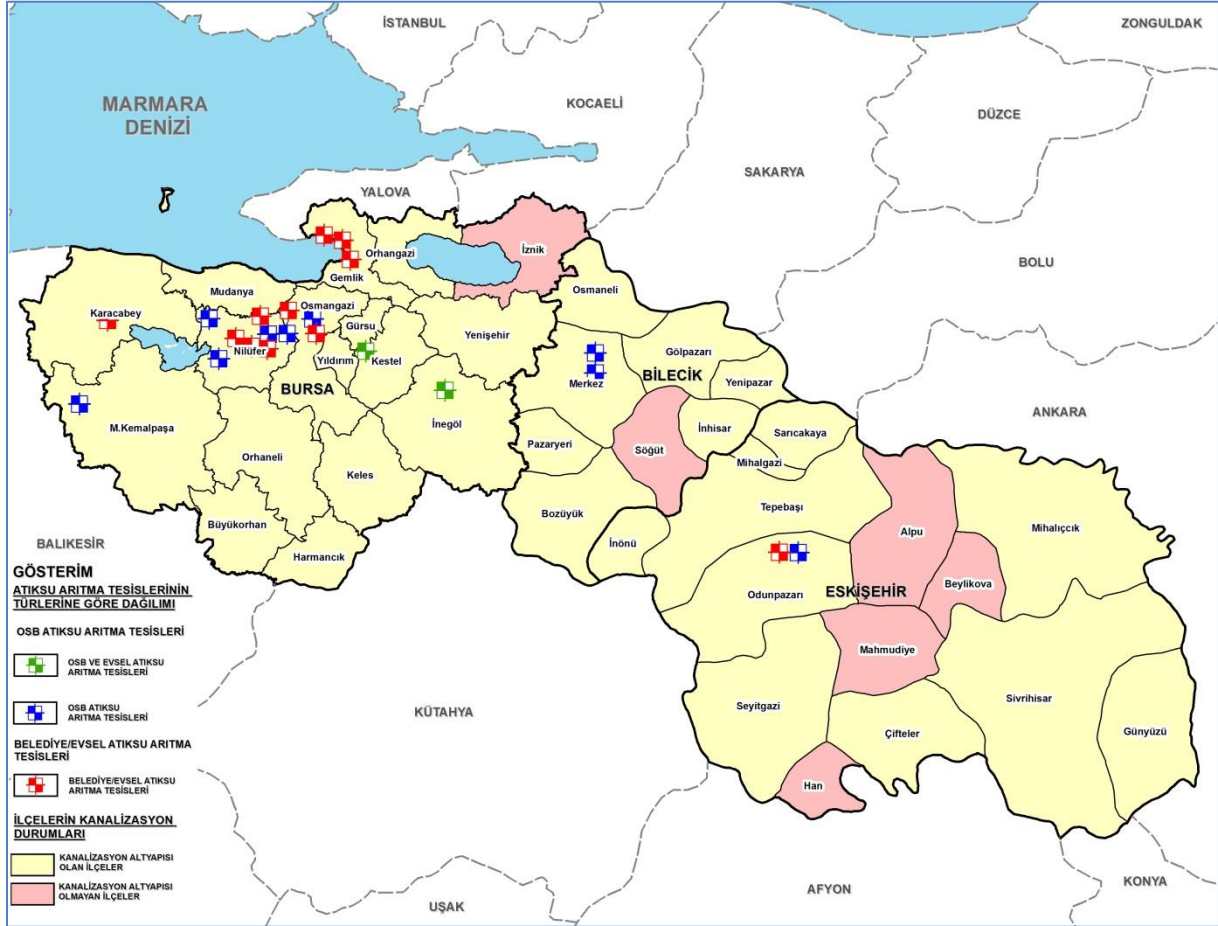 İSTANBUL
ZONGULDAK
MARMARA
DENİZİ
KOCAELİ
DÜZCE
SAKARYA
YALOVA
İznik
Orhangazi
BOLU
Gemlik
Osmaneli
Mudanya
Karacabey
Osmangazi
Gürsu
Yenişehir
Nilüfer
Yıldırım
Kestel
Gölpazarı
Merkez
BİLECİK
Yenipazar
BURSA
ANKARA
M.Kemalpaşa
İnegöl
İnhisar
Sarıcakaya
Pazaryeri
Söğüt
Orhaneli
Mihalgazi
Keles
Tepebaşı
Büyükorhan
Bozüyük
Mihalıçcık
Alpu
İnönü
BALIKESİR
Harmancık
Beylikova
ESKİŞEHİR
Odunpazarı
Mahmudiye
Sivrihisar
Seyitgazi
KÜTAHYA
Günyüzü
Çifteler
Han
AFYON
KONYA
UŞAK
GÖSTERİM
ATIKSU ARITMA TESİSLERİNİN
TÜRLERİNE GÖRE DAĞILIMI
OSB ATIKSU ARITMA TESİSLERİ
OSB VE EVSEL ATIKSU
ARITMA TESİSLERİ
OSB ATIKSU
ARITMA TESİSLERİ
BELEDİYE/EVSEL ATIKSU ARITMA
TESİSLERİ
BELEDİYE/EVSEL ATIKSU
ARITMA TESİSLERİ
İLÇELERİN KANALİZASYON
DURUMLARI
KANALİZASYON ALTYAPISI
OLAN İLÇELER
KANALİZASYON ALTYAPISI
OLMAYAN İLÇELER